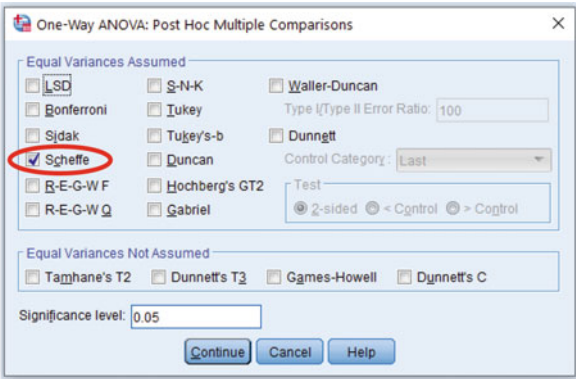 One-Way ANOVA: Post Hoc Multiple Comparisons
Equal Variances Assumed
LSD
S-N-K
Waller-Duncan
Bonferroni
Tukey
Type I/Type II Error Ratio: 100
Sidak
Tukey's-b
Dunnett
Scheffe
Duncan
Control Category: Last
R-E-G-W F
Hochberg's GT2
Test
R-E-G-W Q
Gabriel
2-sided < Control > Control
Equal Variances Not Assumed
Tamhane's T2
Dunnett's T3
Games-Howell
Dunnett's C
Significance level: 0.05
Continue
Cancel
Help